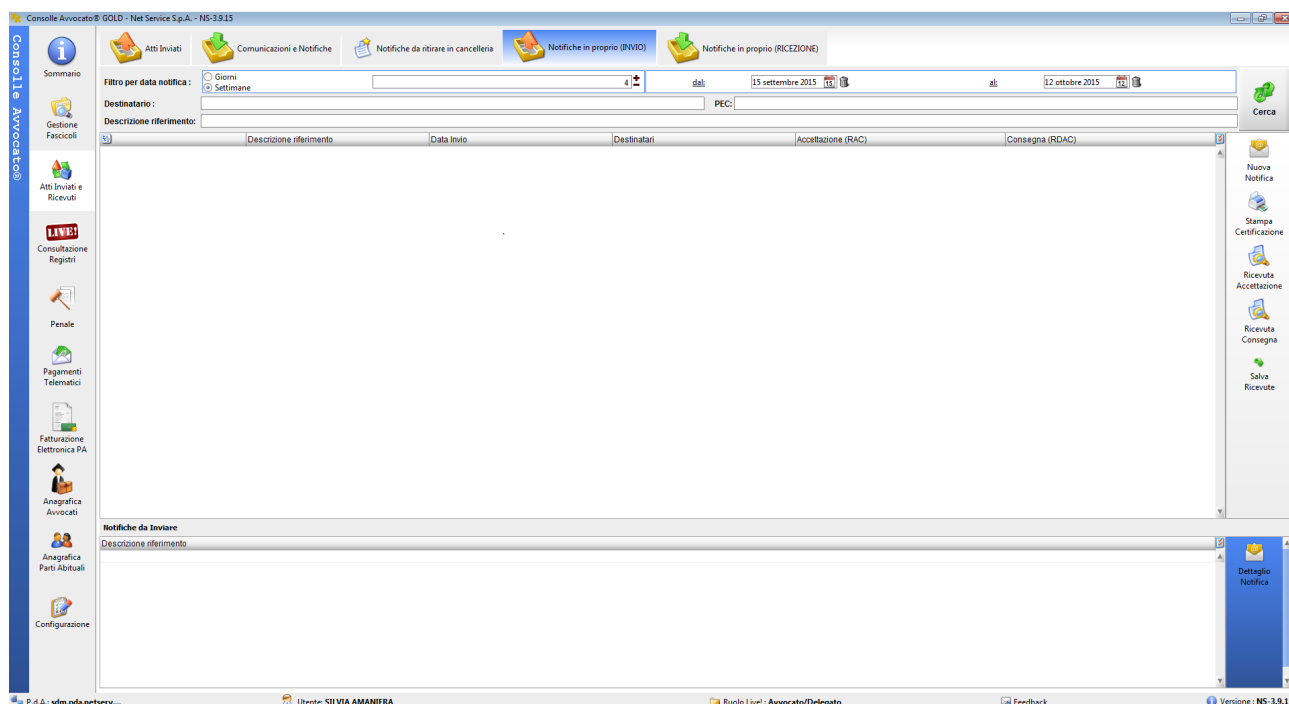 Consolle Avvocato® GOLD - Net Service S.p.A. - NS-3.9.15
Consolle Avvocato®
Sommario
Gestione
Fascicoli
Atti Inviati e
Ricevuti
LIVE!
Consultazione
Registri
Penale
Pagamenti
Telematici
Fatturazione
Elettronica PA
Anagrafica
Avvocati
Anagrafica
Parti Abituali
Configurazione
Atti Inviati
Comunicazioni e Notifiche
Notifiche da ritirare in cancelleria
Notifiche in proprio (INVIO)
Notifiche in proprio (RICEZIONE)
Filtro per data notifica :
Giorni
Settimane
4
dal:
15 settembre 2015
15
al:
12 ottobre 2015
12
Destinatario :
PEC:
Descrizione riferimento:
Cerca
Descrizione riferimento
Data Invio
Destinatari
Accettazione (RAC)
Consegna (RDAC)
Nuova
Notifica
Stampa
Certificazione
Ricevuta
Accettazione
Ricevuta
Consegna
Salva
Ricevute
Notifiche da Inviare
Descrizione riferimento
Dettaglio
Notifica
P.d.A.: sdm.pda.netserv...
Utente: SILVIA AMANIERA
Ruolo Live! : Avvocato/Delegato
Feedback
Versione : NS-3.9.1